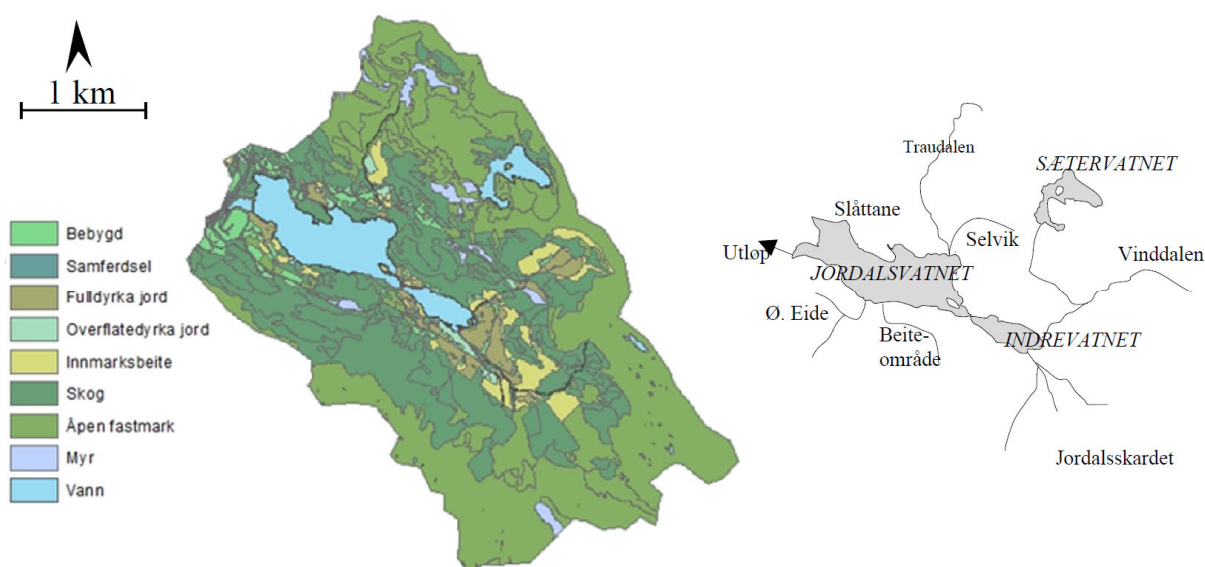 1 km
Bebygd
Samferdsel
Fulldyrka jord
Overflatedyrka jord
Innmarksbeite
Skog
Åpen fastmark
Myr
Vann
Traudalen
SÆTERVATNET
Slåttane
Selvik
Vinddalen
Utløp
JORDALSVATNET
Ø. Eide
Beite-
område
INDREVATNET
Jordalsskardet